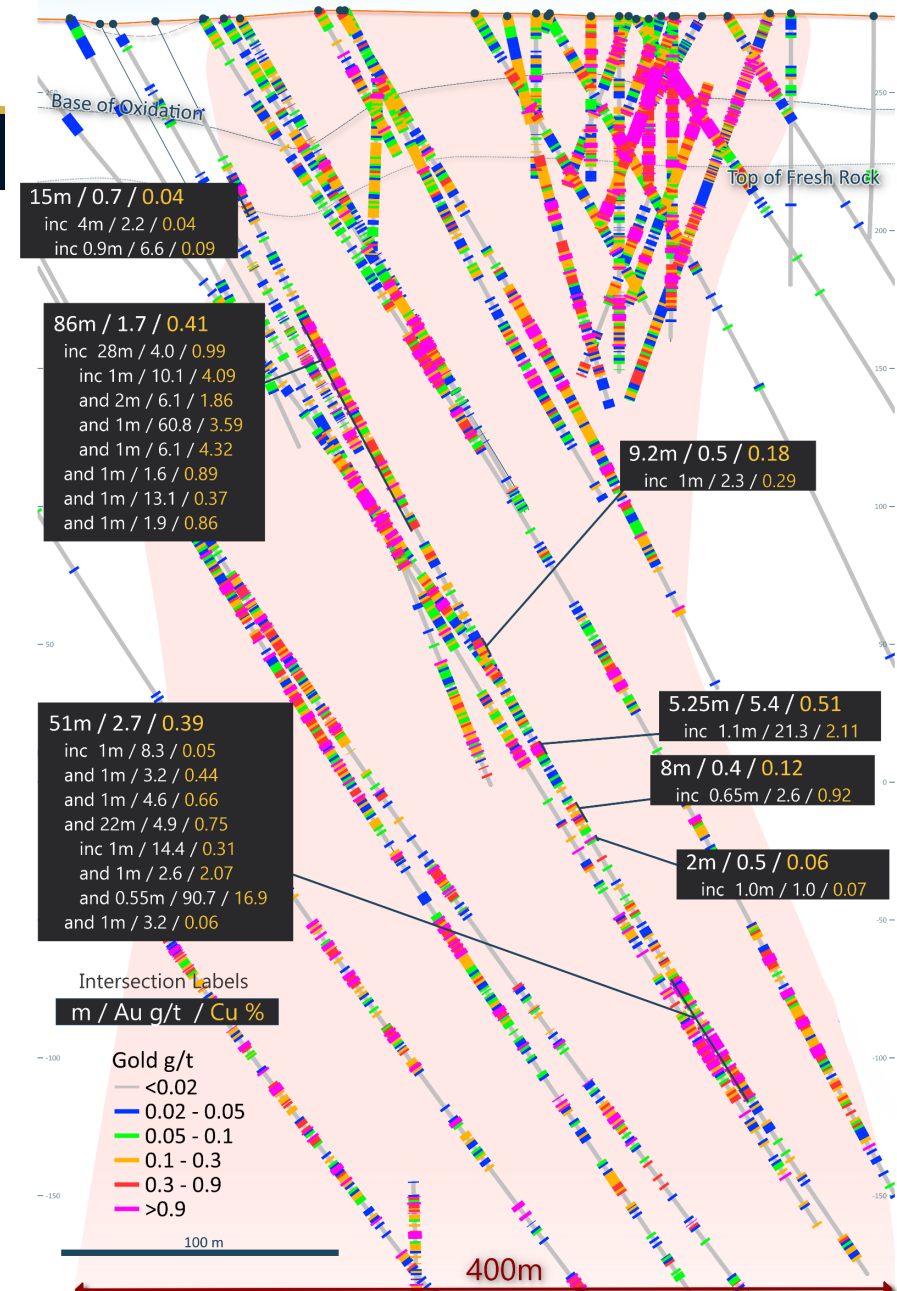 250
250
Base of Oxidation
Top of Fresh Rock
15m / 0.7 / 0.04
inc 4m / 2.2 / 0.04
inc 0.9m / 6.6 / 0.09
200
86m / 1.7 / 0.41
inc 28m / 4.0 / 0.99
inc 1m / 10.1 / 4.09
and 2m / 6.1 / 1.86
and 1m / 60.8 / 3.59
and 1m / 6.1 / 4.32
and 1m / 1.6 / 0.89
and 1m / 13.1 / 0.37
and 1m / 1.9 / 0.86
150
9.2m / 0.5 / 0.18
inc 1m / 2.3 / 0.29
100
50
50
5.25m / 5.4 / 0.51
inc 1.1m / 21.3 / 2.11
51m / 2.7 / 0.39
inc 1m / 8.3 / 0.05
and 1m / 3.2 / 0.44
and 1m / 4.6 / 0.66
and 22m / 4.9 / 0.75
inc 1m / 14.4 / 0.31
and 1m / 2.6 / 2.07
and 0.55m / 90.7 / 16.9
and 1m / 3.2 / 0.06
8m / 0.4 / 0.12
inc 0.65m / 2.6 / 0.92
0
2m / 0.5 / 0.06
inc 1.0m / 1.0 / 0.07
-50
Intersection Labels
m / Au g/t / Cu %
-100
-100
Gold g/t
<0.02
0.02 - 0.05
0.05 - 0.1
0.1 - 0.3
0.3 - 0.9
>0.9
-150
-150
100 m
400m